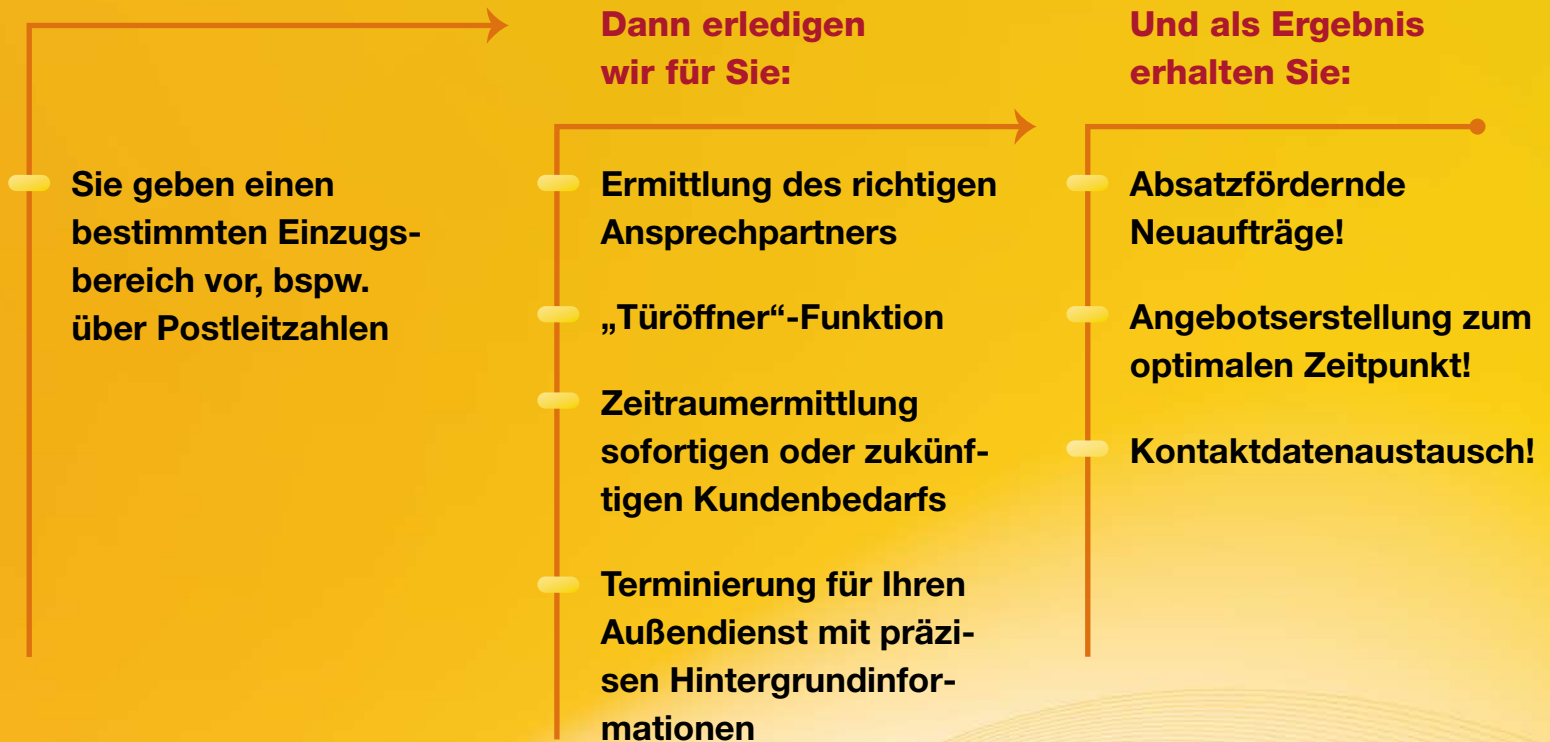 Sie geben einen
bestimmten Einzugs-
bereich vor, bspw.
über Postleitzahlen
Dann erledigen
wir für Sie:
Ermittlung des richtigen
Ansprechpartners
„Türöffner“-Funktion
Zeitraumermittlung
sofortigen oder zukünf-
tigen Kundenbedarfs
Terminierung für Ihren
Außendienst mit präzi-
sen Hintergrundinfor-
mationen
Und als Ergebnis
erhalten Sie:
Absatzfördernde
Neuaufträge!
Angebotserstellung zum
optimalen Zeitpunkt!
Kontaktdatenaustausch!